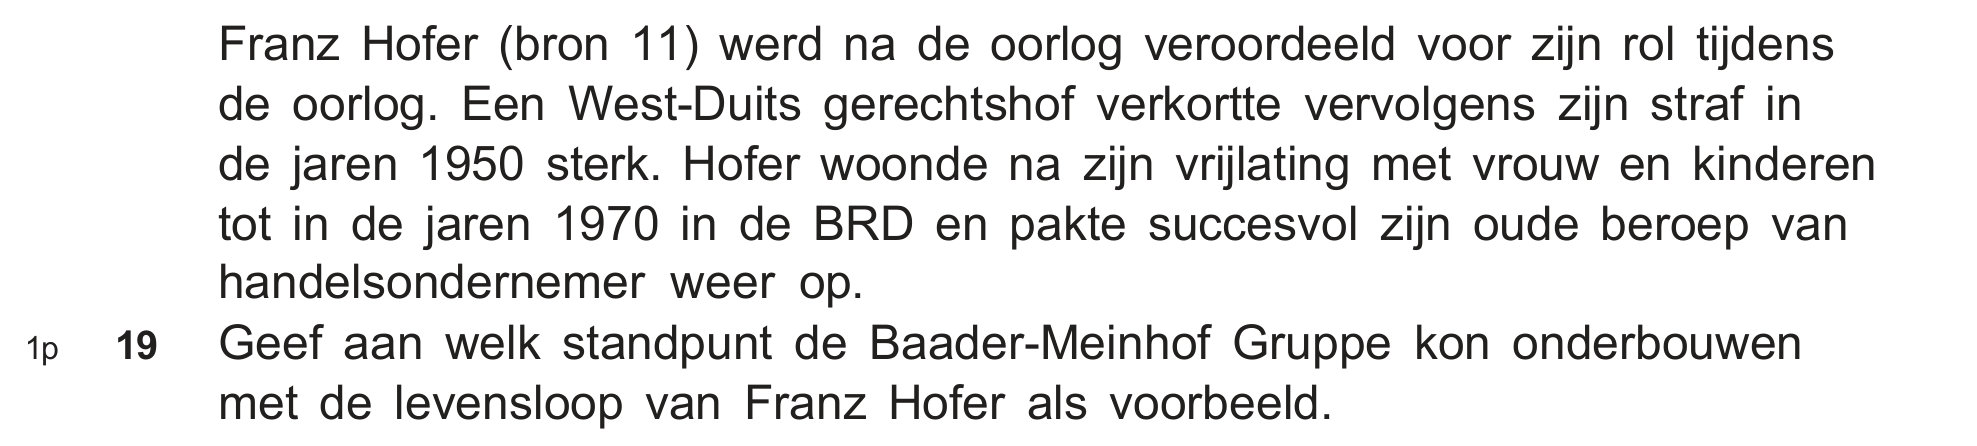 Franz Hofer (bron 11) werd na de oorlog veroordeeld voor zijn rol tijdens
de oorlog. Een West-Duits gerechtshof verkortte vervolgens zijn straf in
de jaren 1950 sterk. Hofer woonde na zijn vrijlating met vrouw en kinderen
tot in de jaren 1970 in de BRD en pakte succesvol zijn oude beroep van
handelsondernemer weer op.
1p 19 Geef aan welk standpunt de Baader-Meinhof Gruppe kon onderbouwen
met de levensloop van Franz Hofer als voorbeeld.